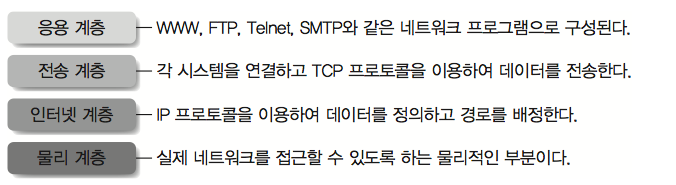 응용 계층 WWW, FTP, Telnet, SMTP와 같은 네트워크 프로그램으로 구성된다.
전송 계층 각 시스템을 연결하고 TCP 프로토콜을 이용하여 데이터를 전송한다.
인터넷 계층 IP 프로토콜을 이용하여 데이터를 정의하고 경로를 배정한다.
물리 계층 실제 네트워크를 접근할 수 있도록 하는 물리적인 부분이다.